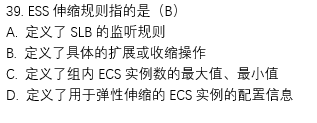 39. ESS 伸缩规则指的是（B）
A. 定义了 SLB 的监听规则
B. 定义了具体的扩展或收缩操作
C. 定义了组内 ECS 实例数的最大值、最小值
D. 定义了用于弹性伸缩的 ECS 实例的配置信息